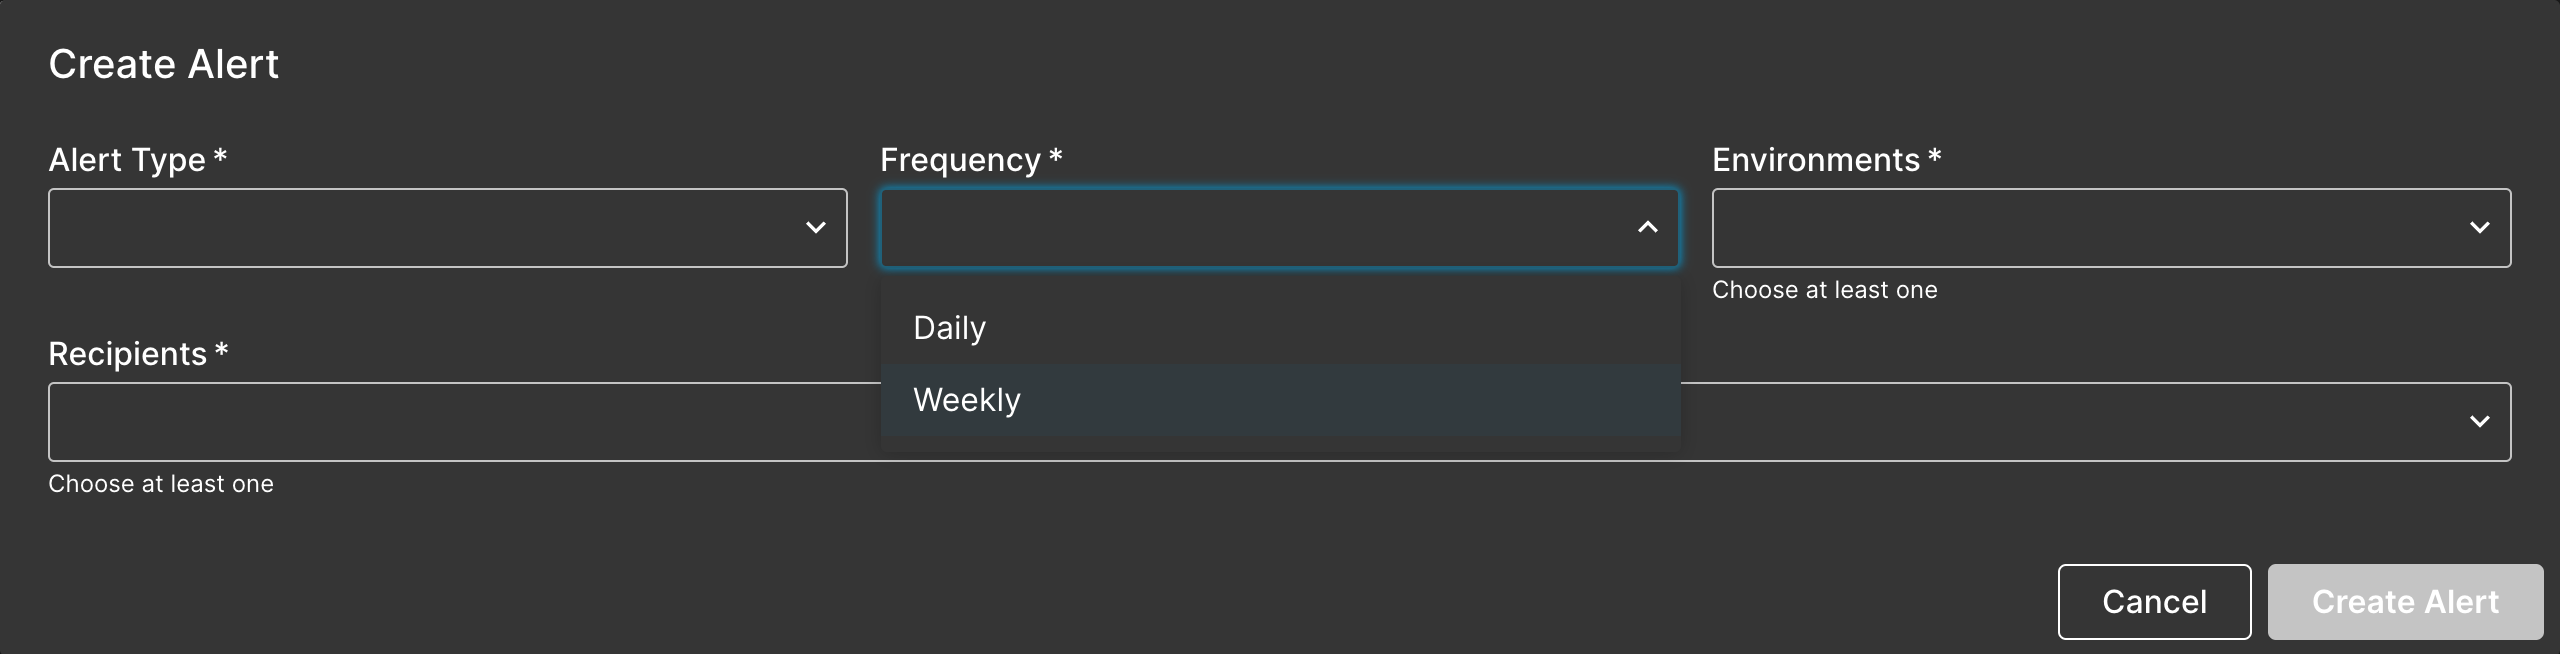 Create Alert
Alert Type *
Frequency *
Environments *
Choose at least one
Daily
Weekly
Recipients *
Choose at least one
Cancel
Create Alert